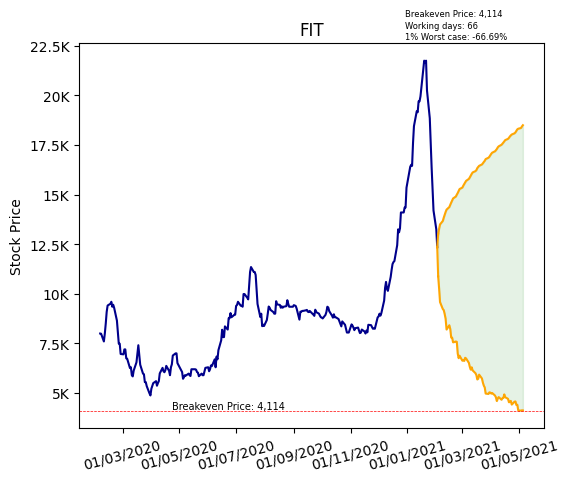 Breakeven Price: 4,114
Working days: 66
1% Worst case: -66.69%
FIT
22.5K
20K
17.5K
15K
12.5K
10K
7.5K
5K
Stock Price
Breakeven Price: 4,114
01/03/2020
01/05/2020
01/07/2020
01/09/2020
01/11/2020
01/01/2021
01/03/2021
01/05/2021